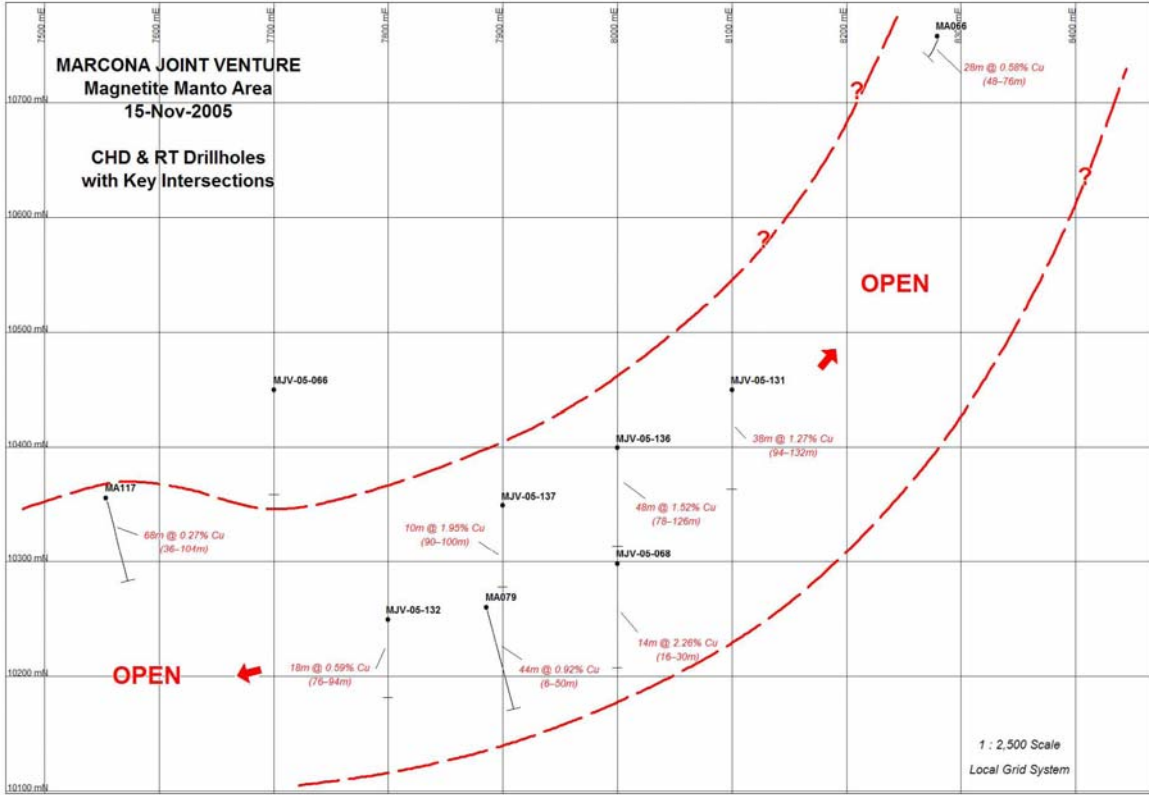 7500 mE
7600 mE
7700 mE
7800 mE
7900 mE
8000 mE
8100 mE
8200 mE
8300 mE
8400 mE
MARCONA JOINT VENTURE
Magnetite Manto Area
15-Nov-2005
CHD & RT Drillholes
with Key Intersections
MA066
28m @ 0.58% Cu
(48–76m)
?
10700 mN
?
10600 mN
?
OPEN
10500 mN
MJV-05-066
MJV-05-131
38m @ 1.27% Cu
(94–132m)
10400 mN
MJV-05-136
MA117
MJV-05-137
48m @ 1.52% Cu
(78–126m)
68m @ 0.27% Cu
(36–104m)
10m @ 1.95% Cu
(90–100m)
10300 mN
MJV-05-068
MJV-05-132
MA079
14m @ 2.26% Cu
(16–30m)
OPEN
18m @ 0.59% Cu
(76–94m)
44m @ 0.92% Cu
(6–50m)
10200 mN
1 : 2,500 Scale
Local Grid System
10100 mN